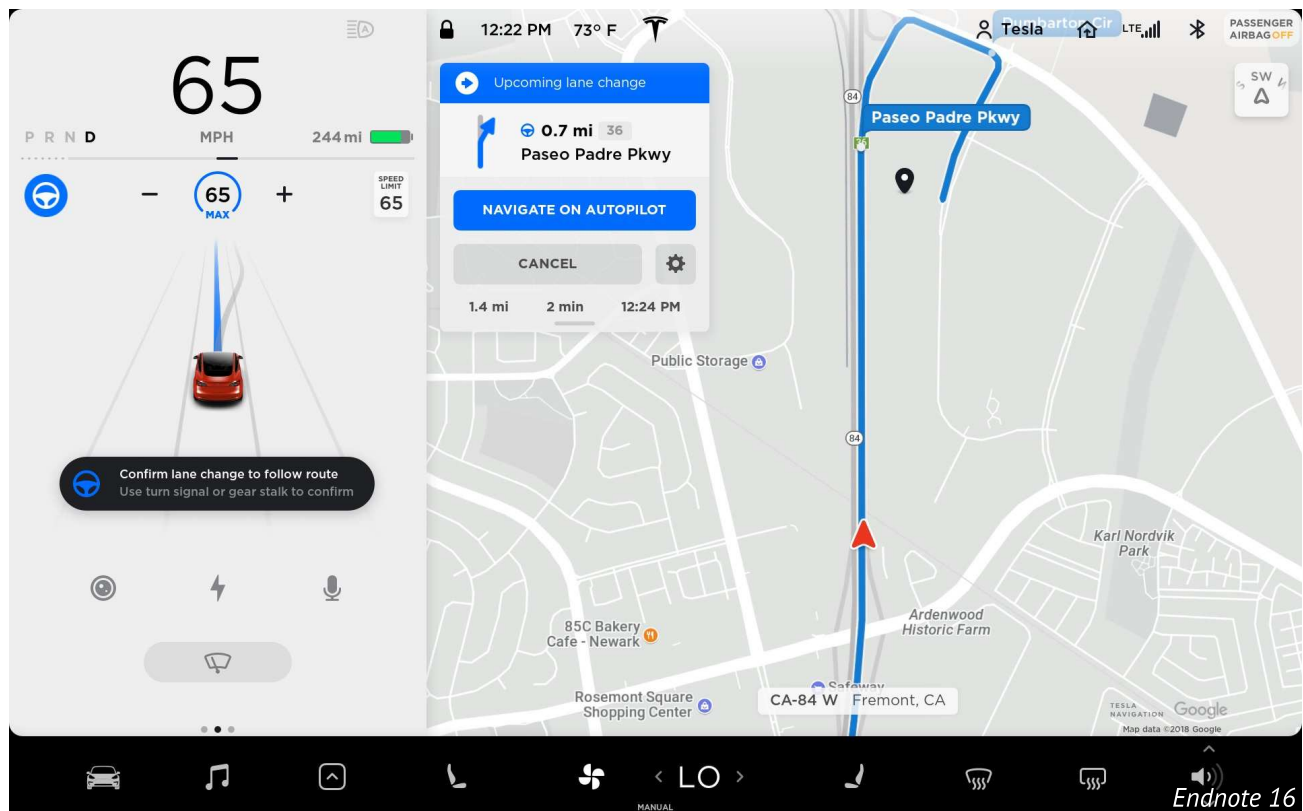 65
P R N D
MPH
244 mi
65
MAX
SPEED
LIMIT
65
Confirm lane change to follow route
Use turn signal or gear stalk to confirm
12:22 PM 73° F
Dumbarton Cir
Tesla
LTE
PASSENGER
AIRBAG OFF
SW
Upcoming lane change
0.7 mi 36
Paseo Padre Pkwy
NAVIGATE ON AUTOPILOT
CANCEL
1.4 mi 2 min 12:24 PM
84
Paseo Padre Pkwy
36
Public Storage
84
Karl Nordvik
Park
Ardenwood
Historic Farm
85C Bakery
Cafe - Newark
Safeway
Rosemont Square
Shopping Center
CA-84 W Fremont, CA
TESLA
NAVIGATION
Google
Map data ©2018 Google
< LO >
MANUAL
Endnote 16